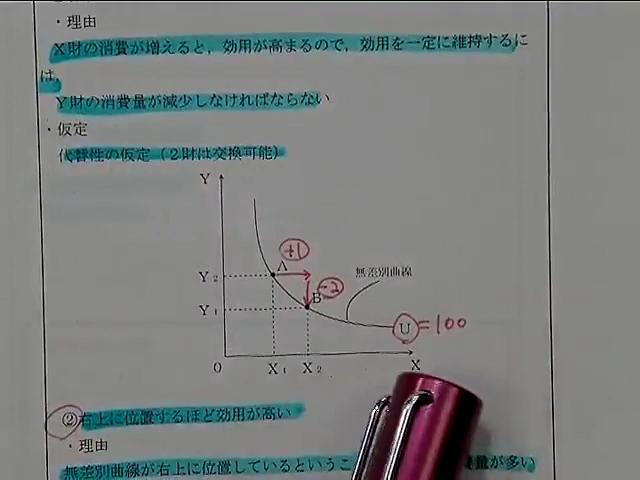 ・理由
X財の消費が増えると，効用が高まるので，効用を一定に維持するに
は，
Y財の消費量が減少しなければならない
・仮定
代替性の仮定（２財は交換可能）
Y
+1
A
無差別曲線
Y₂
-2
B
Y₁
U=100
O
X₁
X₂
X
②右上に位置するほど効用が高い
・理由
無差別曲線が右上に位置しているというこ
量が多い